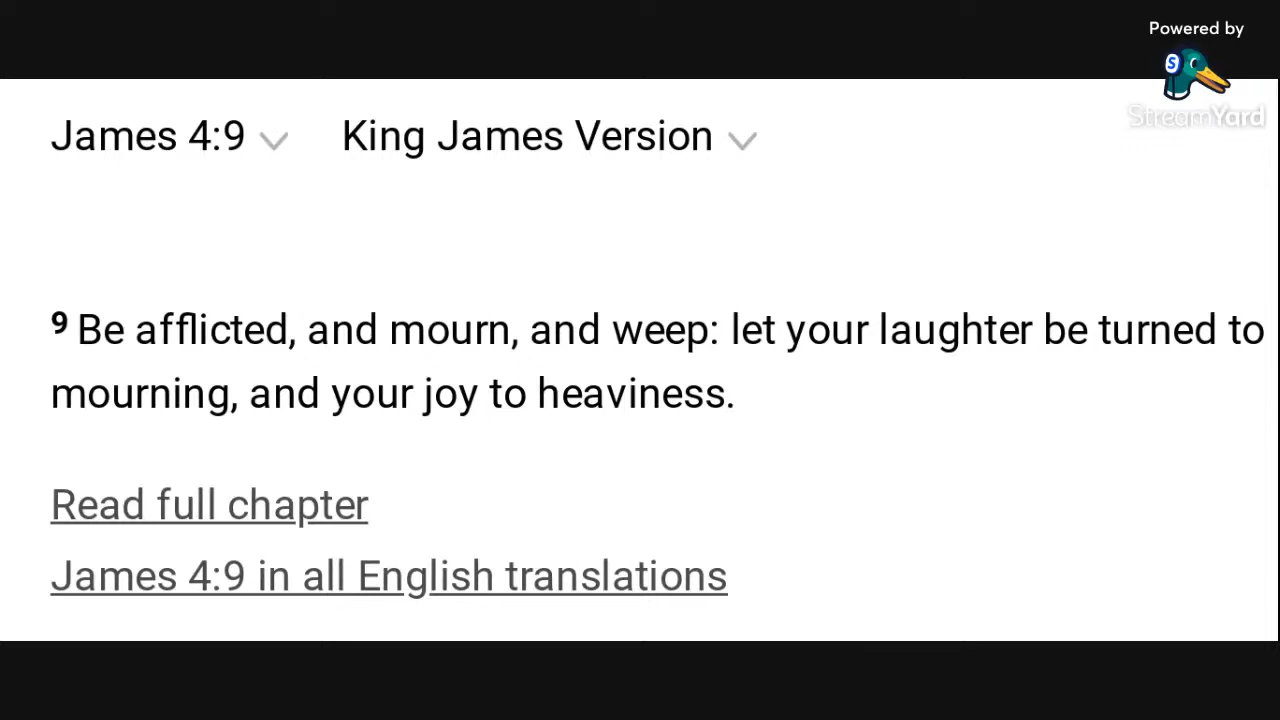 Powered by
S
StreamYard
James 4:9 King James Version
9 Be afflicted, and mourn, and weep: let your laughter be turned to
mourning, and your joy to heaviness.
Read full chapter
James 4:9 in all English translations